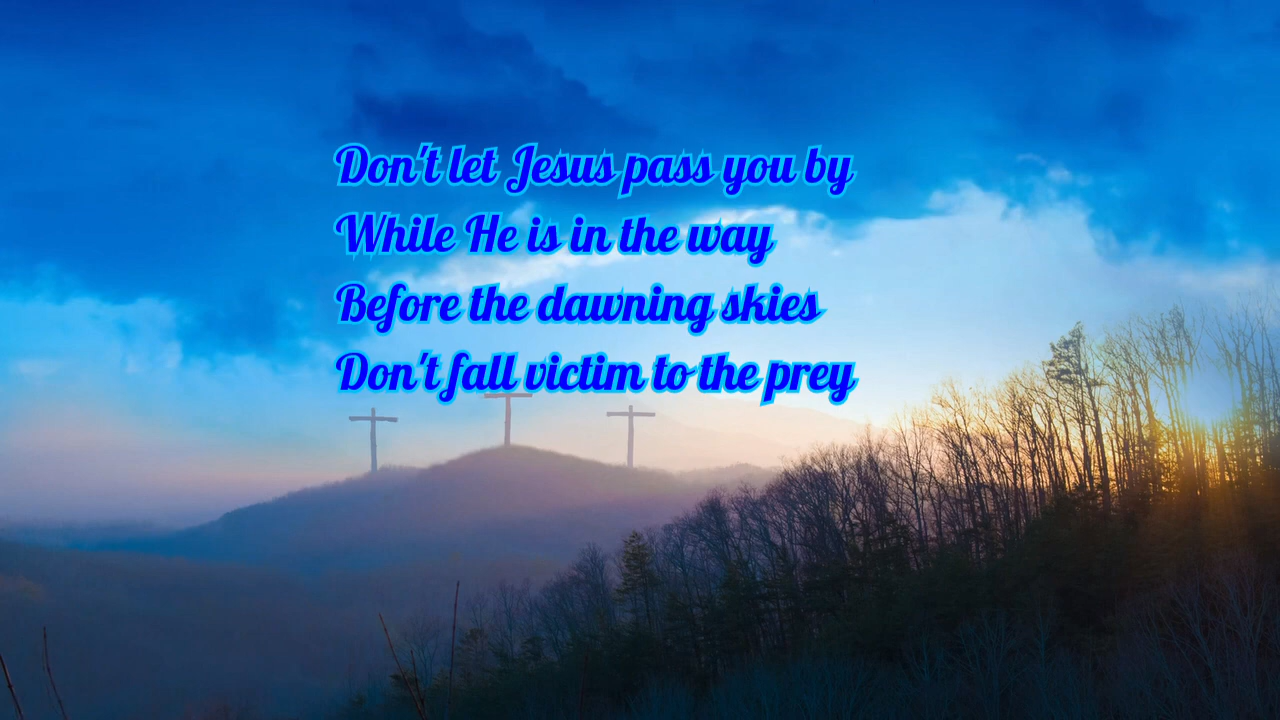 Don't let Jesus pass you by
While He is in the way
Before the dawning skies
Don't fall victim to the prey